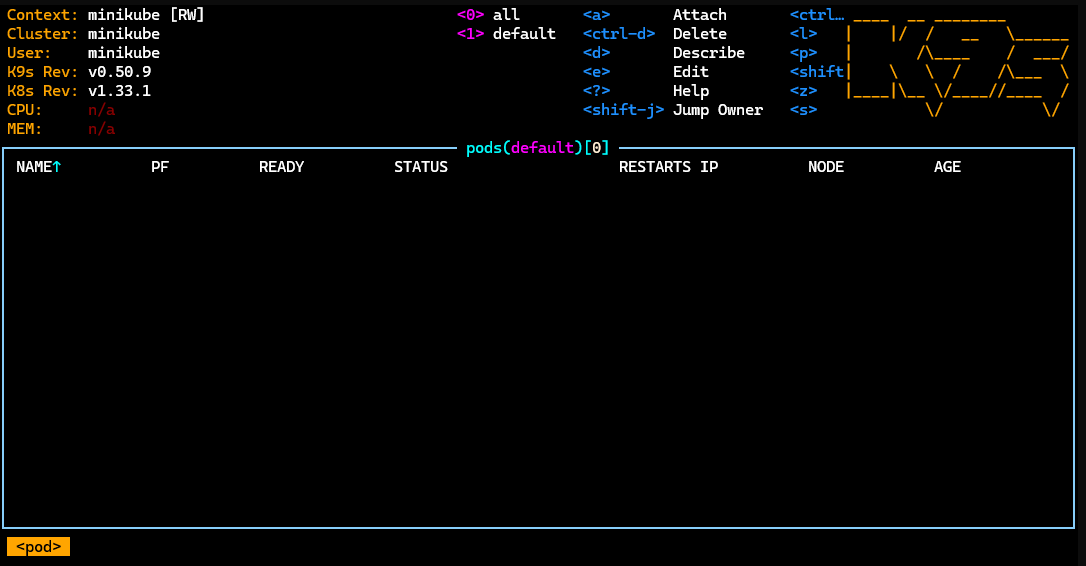 Context: minikube [RW] <0> all <a> Attach <ctrl…
Cluster: minikube <1> default <ctrl-d> Delete <l>
User: minikube <d> Describe <p>
K9s Rev: v0.50.9 <e> Edit <shift
K8s Rev: v1.33.1 <?> Help <z>
CPU: n/a <shift-j> Jump Owner <s>
MEM: n/a
pods(default)[0]
NAME↑ PF READY STATUS RESTARTS IP NODE AGE
<pod>